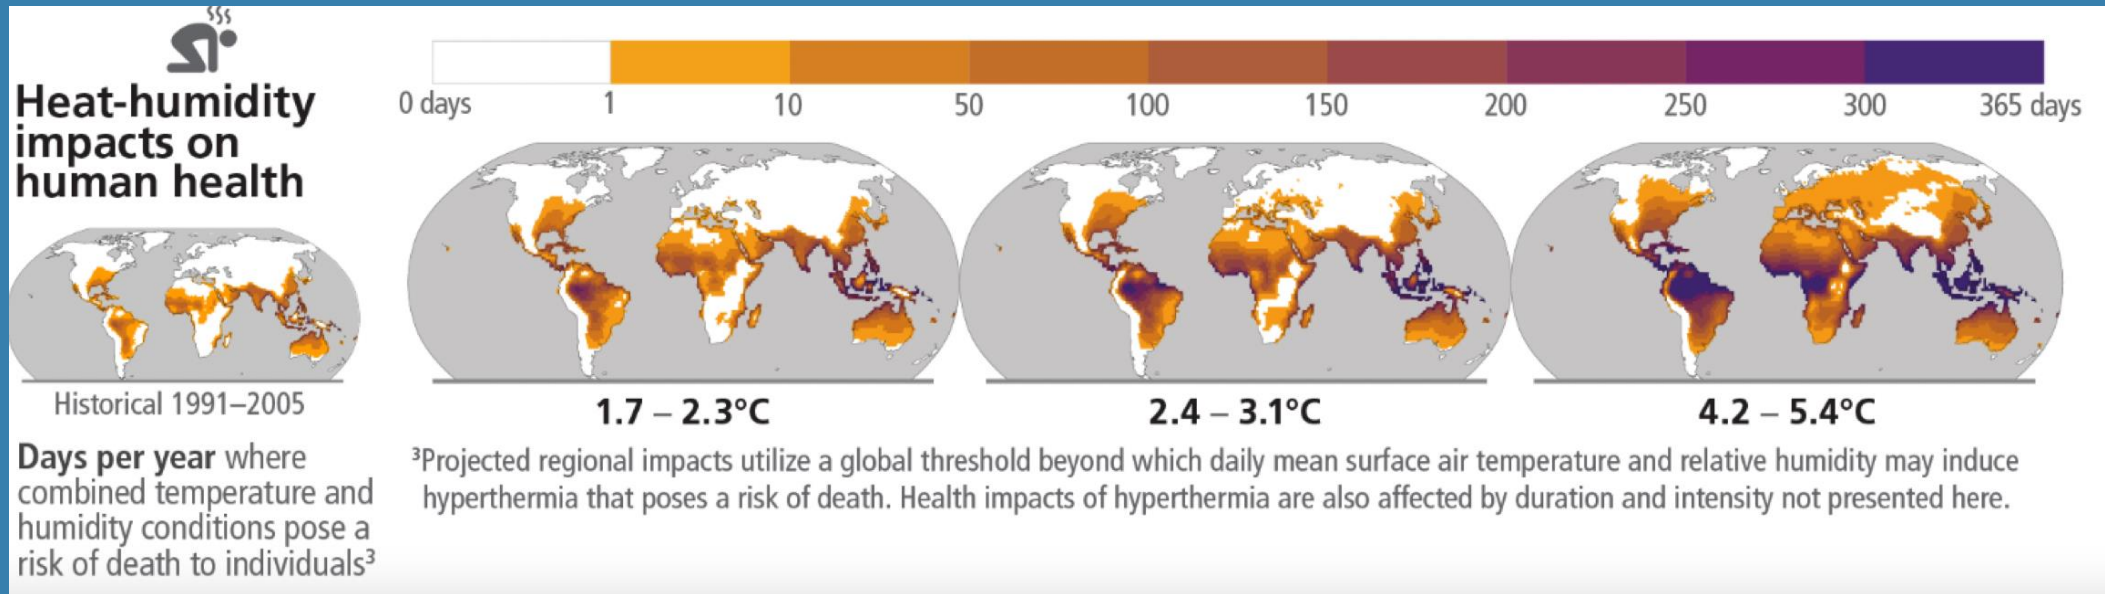 Heat-humidity
impacts on
human health
0 days 1 10 50 100 150 200 250 300 365 days
Historical 1991–2005
1.7 – 2.3°C
2.4 – 3.1°C
4.2 – 5.4°C
Days per year where
combined temperature and
humidity conditions pose a
risk of death to individuals³
³Projected regional impacts utilize a global threshold beyond which daily mean surface air temperature and relative humidity may induce
hyperthermia that poses a risk of death. Health impacts of hyperthermia are also affected by duration and intensity not presented here.